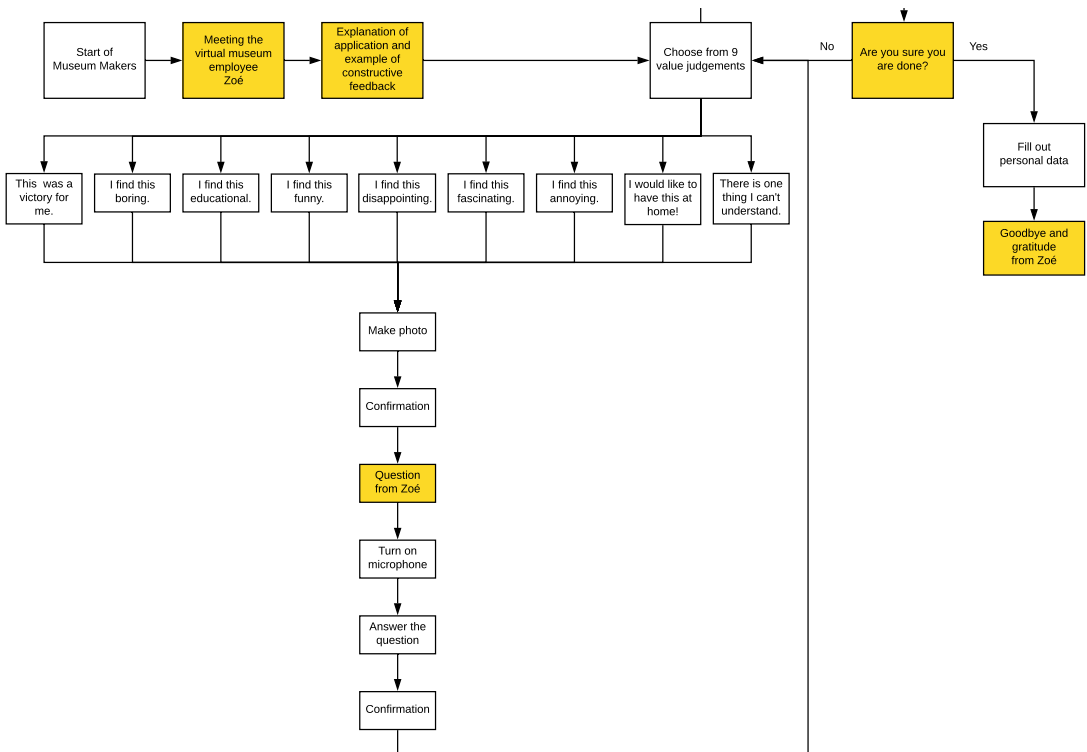 Start of
Museum Makers
Meeting the
virtual museum
employee
Zoé
Explanation of
application and
example of
constructive
feedback
Choose from 9
value judgements
No
Are you sure you
are done?
Yes
Fill out
personal data
Goodbye and
gratitude
from Zoé
This was a
victory for
me.
I find this
boring.
I find this
educational.
I find this
funny.
I find this
disappointing.
I find this
fascinating.
I find this
annoying.
I would like to
have this at
home!
There is one
thing I can't
understand.
Make photo
Confirmation
Question
from Zoé
Turn on
microphone
Answer the
question
Confirmation